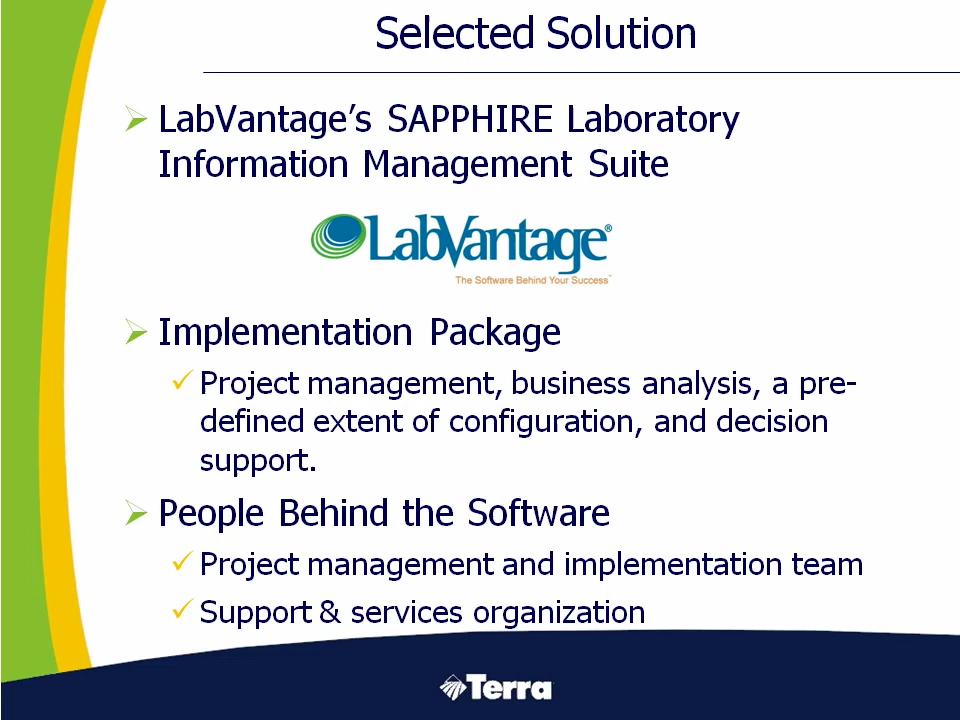 Selected Solution
LabVantage's SAPPHIRE Laboratory
Information Management Suite
LabVantage®
The Software Behind Your Success™
Implementation Package
Project management, business analysis, a pre-
defined extent of configuration, and decision
support.
People Behind the Software
Project management and implementation team
Support & services organization
Terra